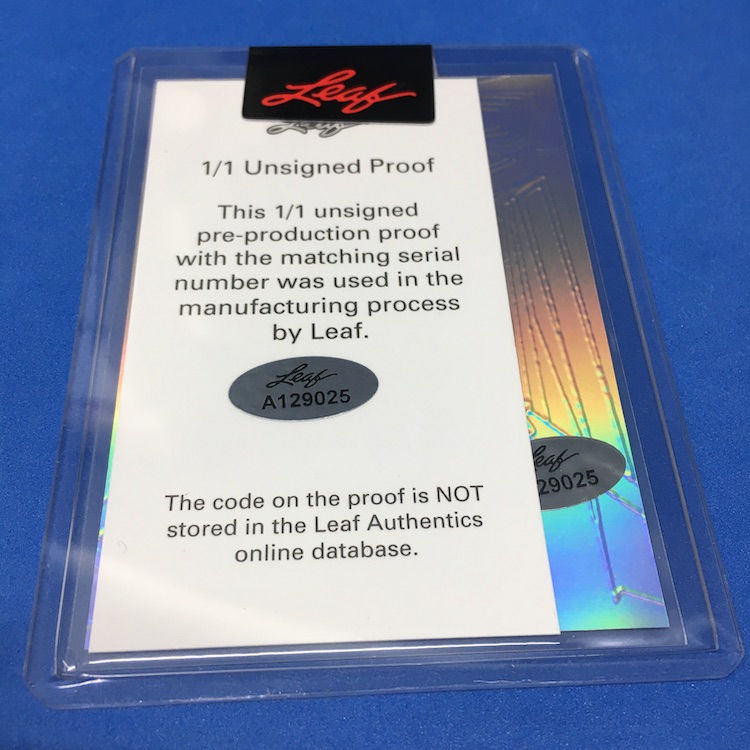 Leaf
1/1 Unsigned Proof
This 1/1 unsigned
pre-production proof
with the matching serial
number was used in the
manufacturing process
by Leaf.
Leaf
A129025
Leaf
29025
The code on the proof is NOT
stored in the Leaf Authentics
online database.